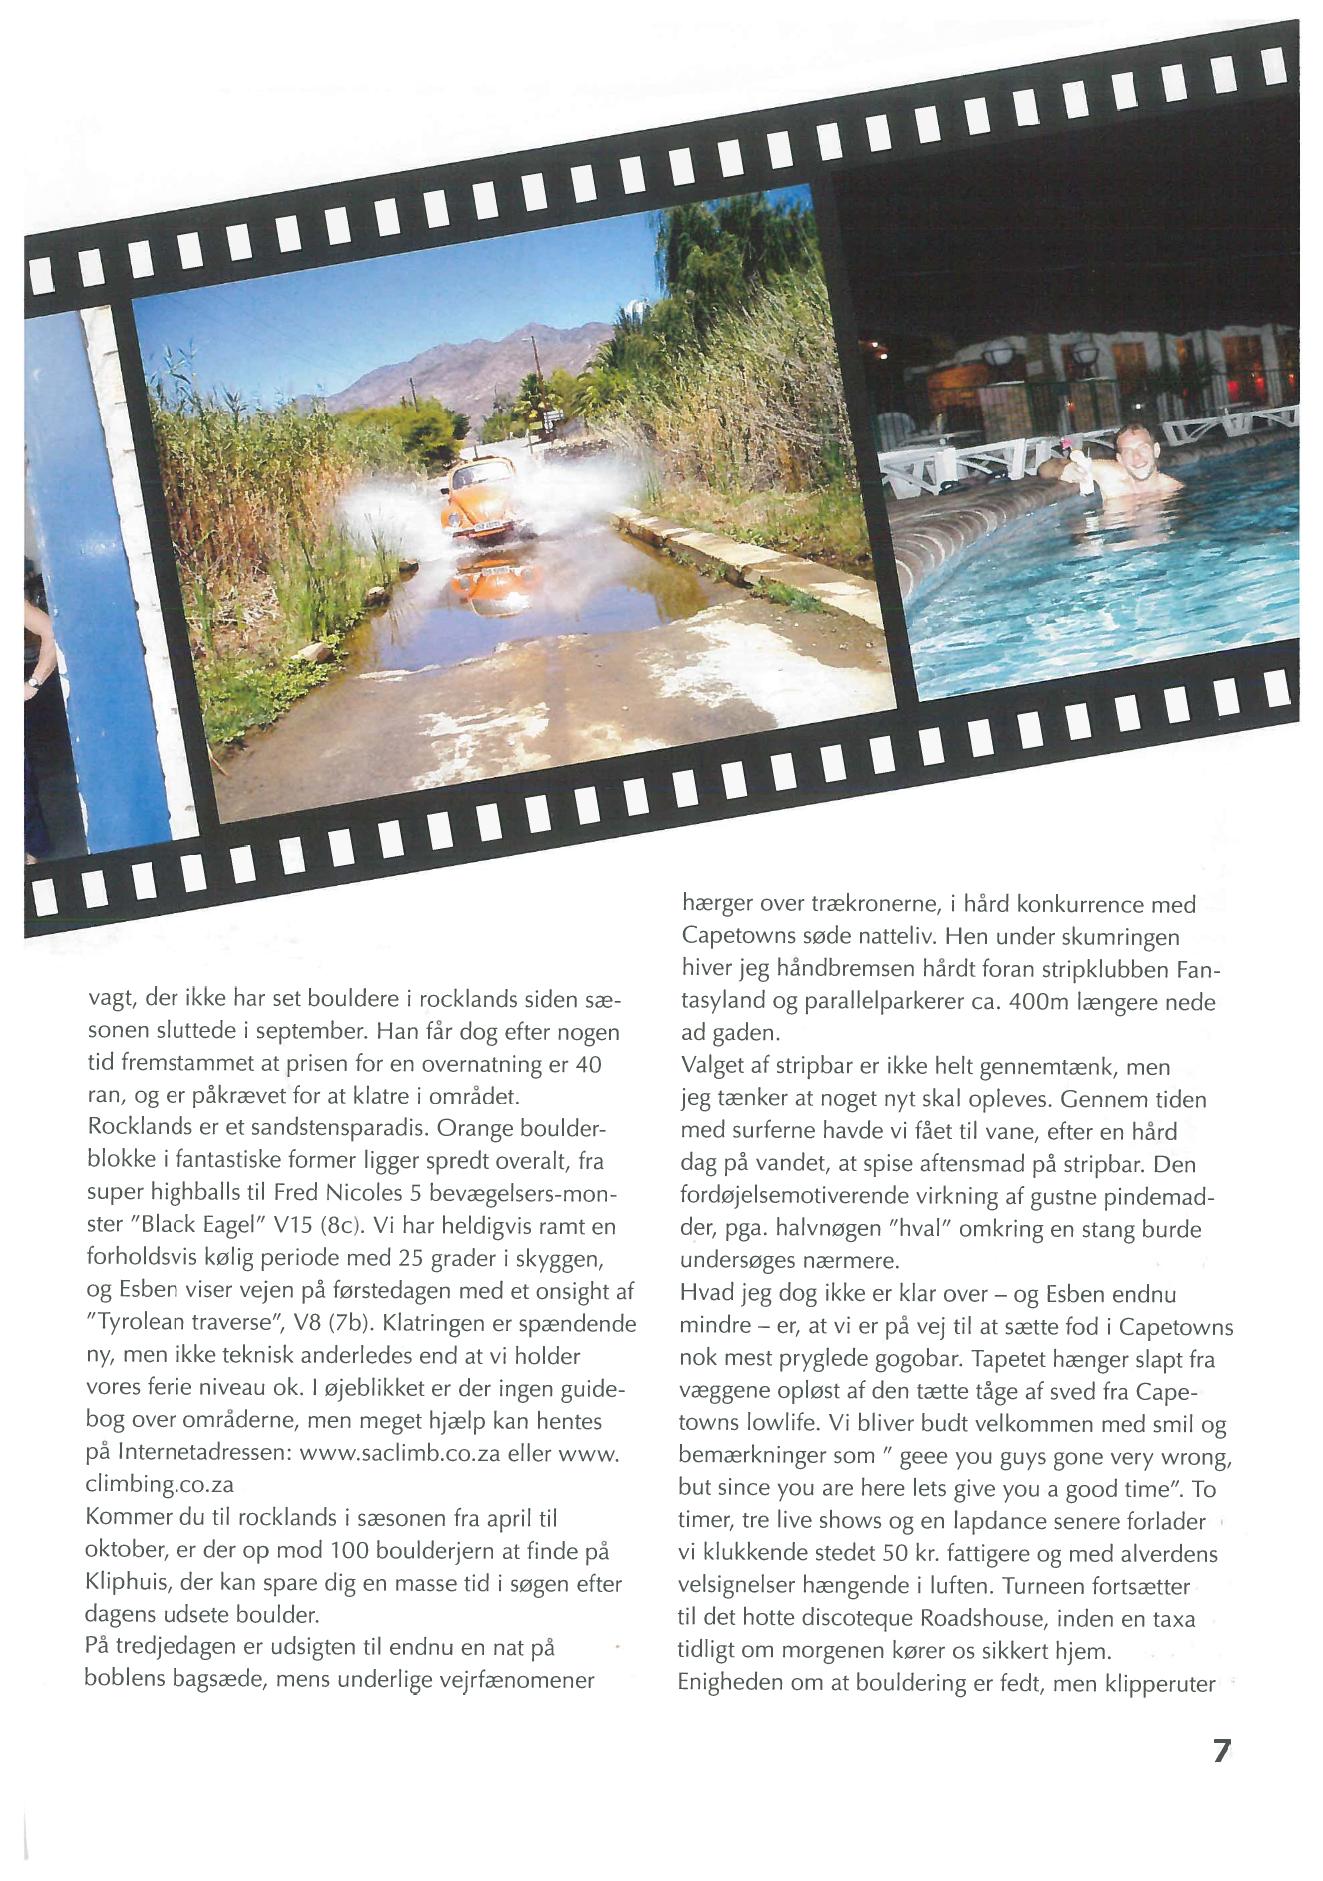 vagt, der ikke har set bouldere i rocklands siden sæ-
sonen sluttede i september. Han får dog efter nogen
tid fremstammet at prisen for en overnatning er 40
ran, og er påkrævet for at klatre i området.
Rocklands er et sandstensparadis. Orange boulder-
blokke i fantastiske former ligger spredt overalt, fra
super highballs til Fred Nicoles 5 bevægelsers-mon-
ster "Black Eagel" V15 (8c). Vi har heldigvis ramt en
forholdsvis kølig periode med 25 grader i skyggen,
og Esben viser vejen på førstedagen med et onsight af
"Tyrolean traverse", V8 (7b). Klatringen er spændende
ny, men ikke teknisk anderledes end at vi holder
vores ferie niveau ok. I øjeblikket er der ingen guide-
bog over områderne, men meget hjælp kan hentes
på Internetadressen: www.saclimb.co.za eller www.
climbing.co.za
Kommer du til rocklands i sæsonen fra april til
oktober, er der op mod 100 boulderjern at finde på
Kliphuis, der kan spare dig en masse tid i søgen efter
dagens udsete boulder.
På tredjedagen er udsigten til endnu en nat på
boblens bagsæde, mens underlige vejrfænomener
hærger over trækronerne, i hård konkurrence med
Capetowns søde natteliv. Hen under skumringen
hiver jeg håndbremsen hårdt foran stripklubben Fan-
tasyland og parallelparkerer ca. 400m længere nede
ad gaden.
Valget af stripbar er ikke helt gennemtænk, men
jeg tænker at noget nyt skal opleves. Gennem tiden
med surferne havde vi fået til vane, efter en hård
dag på vandet, at spise aftensmad på stripbar. Den
fordøjelsemotiverende virkning af gustne pindemad-
der, pga. halvnøgen "hval" omkring en stang burde
undersøges nærmere.
Hvad jeg dog ikke er klar over – og Esben endnu
mindre – er, at vi er på vej til at sætte fod i Capetowns
nok mest pryglede gogobar. Tapetet hænger slapt fra
væggene opløst af den tætte tåge af sved fra Cape-
towns lowlife. Vi bliver budt velkommen med smil og
bemærkninger som " geee you guys gone very wrong,
but since you are here lets give you a good time". To
timer, tre live shows og en lapdance senere forlader
vi klukkende stedet 50 kr. fattigere og med alverdens
velsignelser hængende i luften. Turneen fortsætter
til det hotte discoteque Roadshouse, inden en taxa
tidligt om morgenen kører os sikkert hjem.
Enigheden om at bouldering er fedt, men klipperuter
7